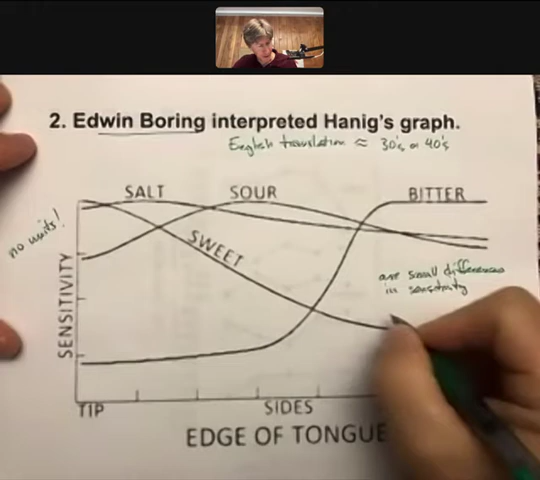 2. Edwin Boring interpreted Hanig's graph.
English translation ≈ 30's or 40's
SALT
SOUR
BITTER
SWEET
no units!
are small differences
in sensitivity
SENSITIVITY
TIP
SIDES
EDGE OF TONGUE